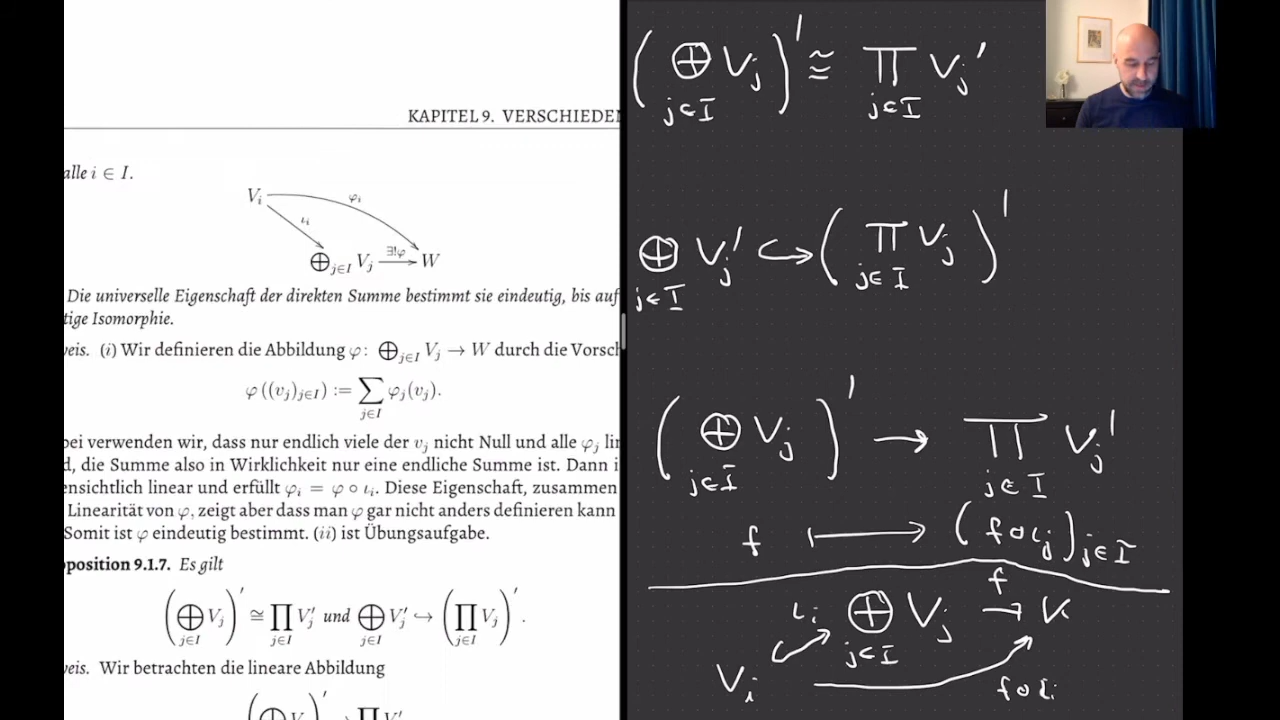 KAPITEL 9. VERSCHIEDEN
alle i ∈ I.
V_i φ_i
ι_i
⊕_{j∈I} V_j ∃!φ W
Die universelle Eigenschaft der direkten Summe bestimmt sie eindeutig, bis auf
tige Isomorphie.
eis. (i) Wir definieren die Abbildung φ: ⊕_{j∈I} V_j → W durch die Vorsch
φ((v_j)_{j∈I}) := ∑_{j∈I} φ_j(v_j).
bei verwenden wir, dass nur endlich viele der v_j nicht Null und alle φ_j lin
d, die Summe also in Wirklichkeit nur eine endliche Summe ist. Dann i
ensichtlich linear und erfüllt φ_i = φ ∘ ι_i. Diese Eigenschaft, zusammen
Linearität von φ, zeigt aber dass man φ gar nicht anders definieren kann
Somit ist φ eindeutig bestimmt. (ii) ist Übungsaufgabe.
oposition 9.1.7. Es gilt
(⊕_{j∈I} V_j)' ≅ ∏_{j∈I} V_j' und ⊕_{j∈I} V_j' ↪ (∏_{j∈I} V_j)'.
eis. Wir betrachten die lineare Abbildung
(⊕ V_j)' → ∏ V_j'
(⊕_{j∈I} V_j)' ≅ ∏_{j∈I} V_j'
⊕_{j∈I} V_j' ↪ (∏_{j∈I} V_j)'
(⊕_{j∈I} V_j)' → ∏_{j∈I} V_j'
f ↦ (f∘ι_j)_{j∈I}
ι_i ⊕_{j∈I} V_j f→ K
V_i f∘ι_i